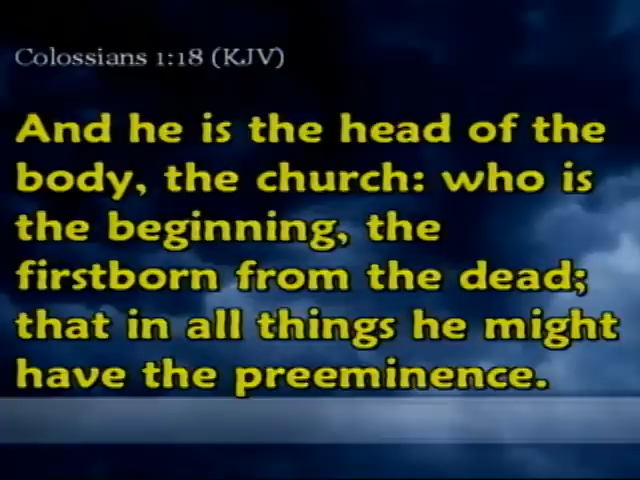 Colossians 1:18 (KJV)
And he is the head of the
body, the church: who is
the beginning, the
firstborn from the dead;
that in all things he might
have the preeminence.